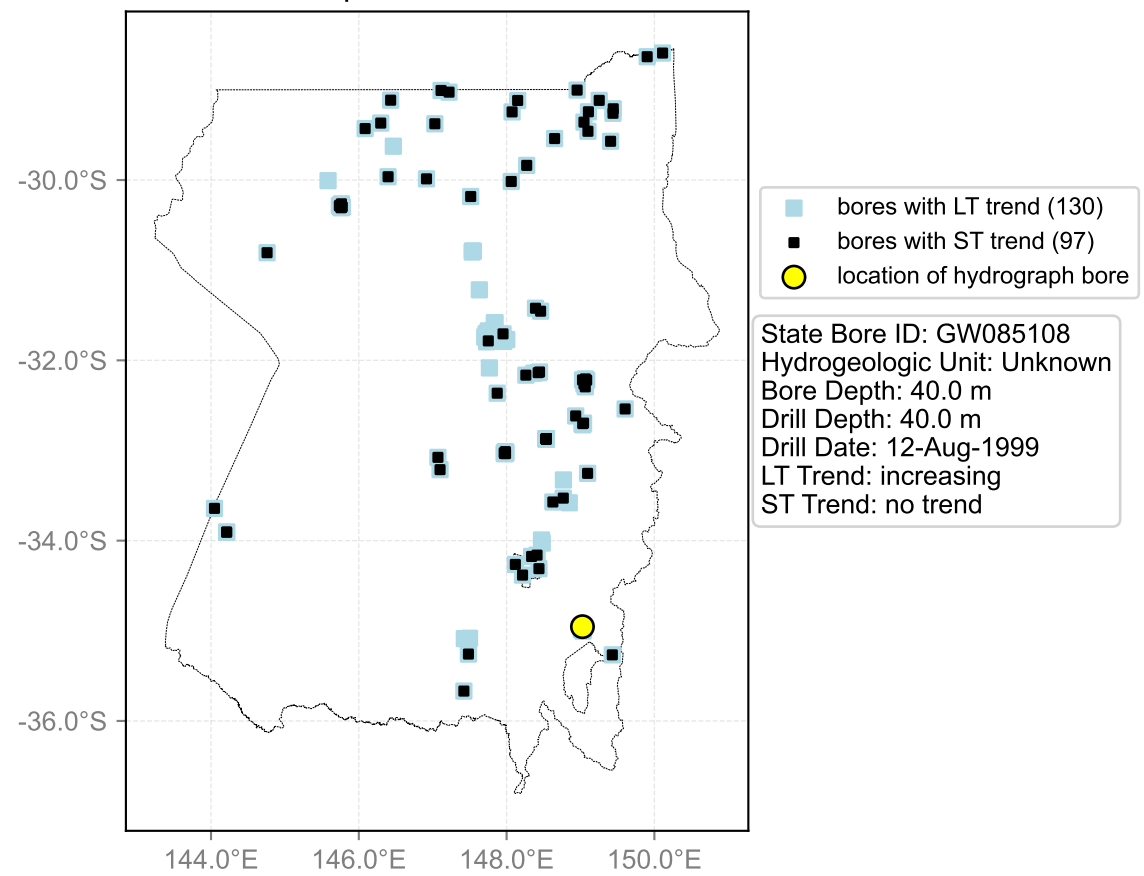 -30.0°S
-32.0°S
-34.0°S
-36.0°S
144.0°E
146.0°E
148.0°E
150.0°E
bores with LT trend (130)
bores with ST trend (97)
location of hydrograph bore
State Bore ID: GW085108
Hydrogeologic Unit: Unknown
Bore Depth: 40.0 m
Drill Depth: 40.0 m
Drill Date: 12-Aug-1999
LT Trend: increasing
ST Trend: no trend